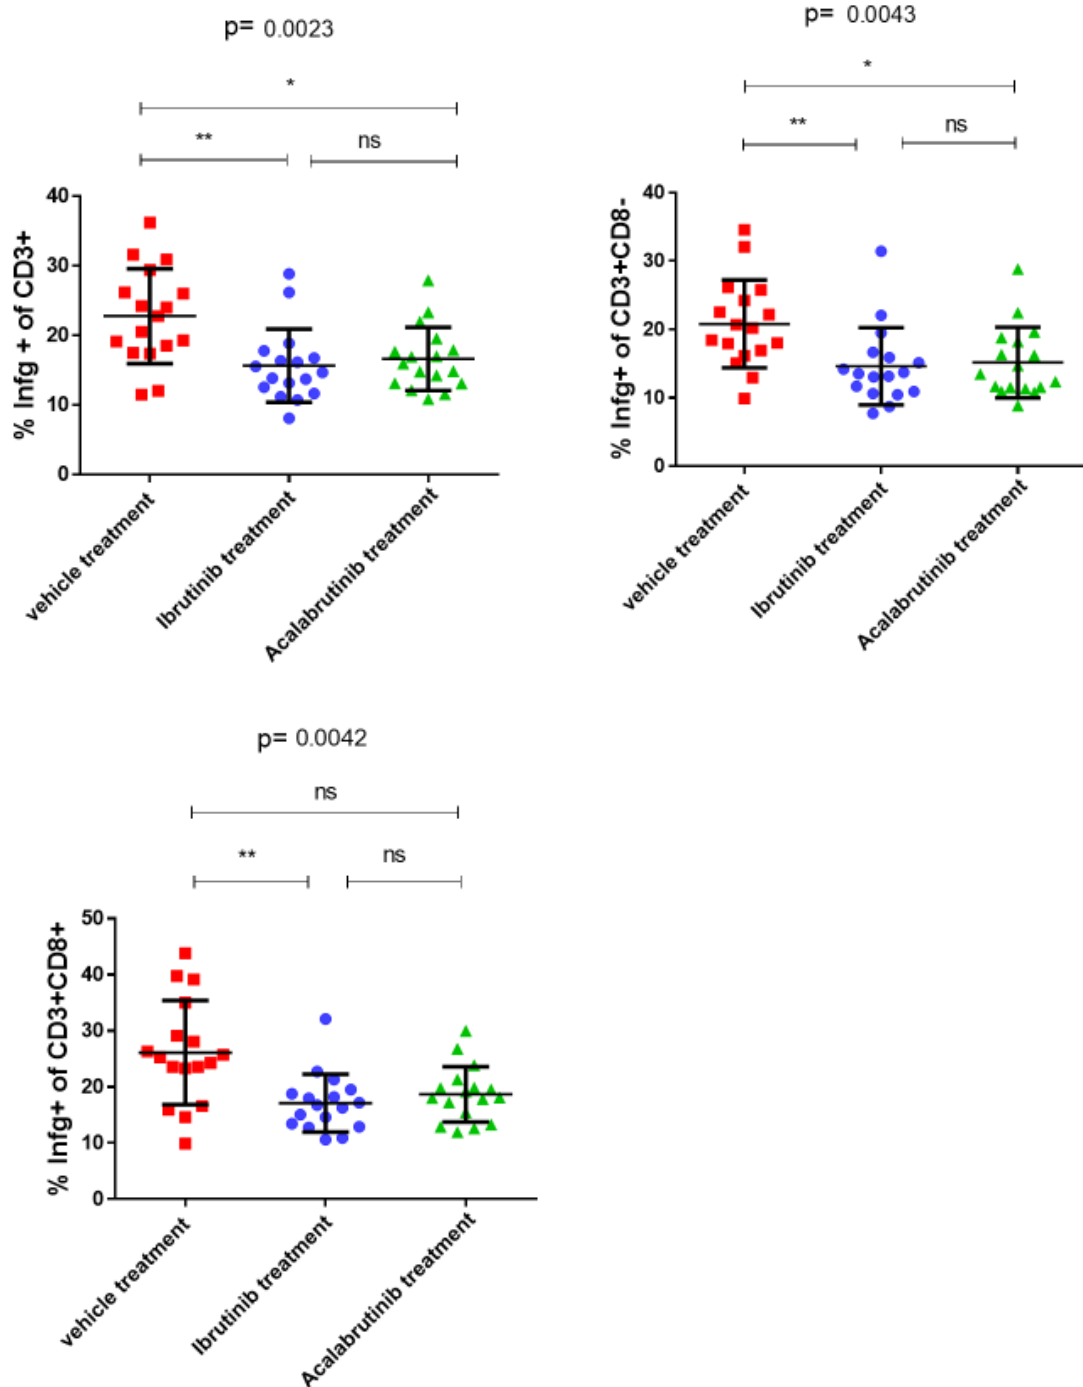 p= 0.0023
*
**
ns
% Infg + of CD3+
40
30
20
10
0
vehicle treatment
Ibrutinib treatment
Acalabrutinib treatment
p= 0.0043
*
**
ns
% Infg+ of CD3+CD8-
40
30
20
10
0
vehicle treatment
Ibrutinib treatment
Acalabrutinib treatment
p= 0.0042
ns
**
ns
% Infg+ of CD3+CD8+
50
40
30
20
10
0
vehicle treatment
Ibrutinib treatment
Acalabrutinib treatment